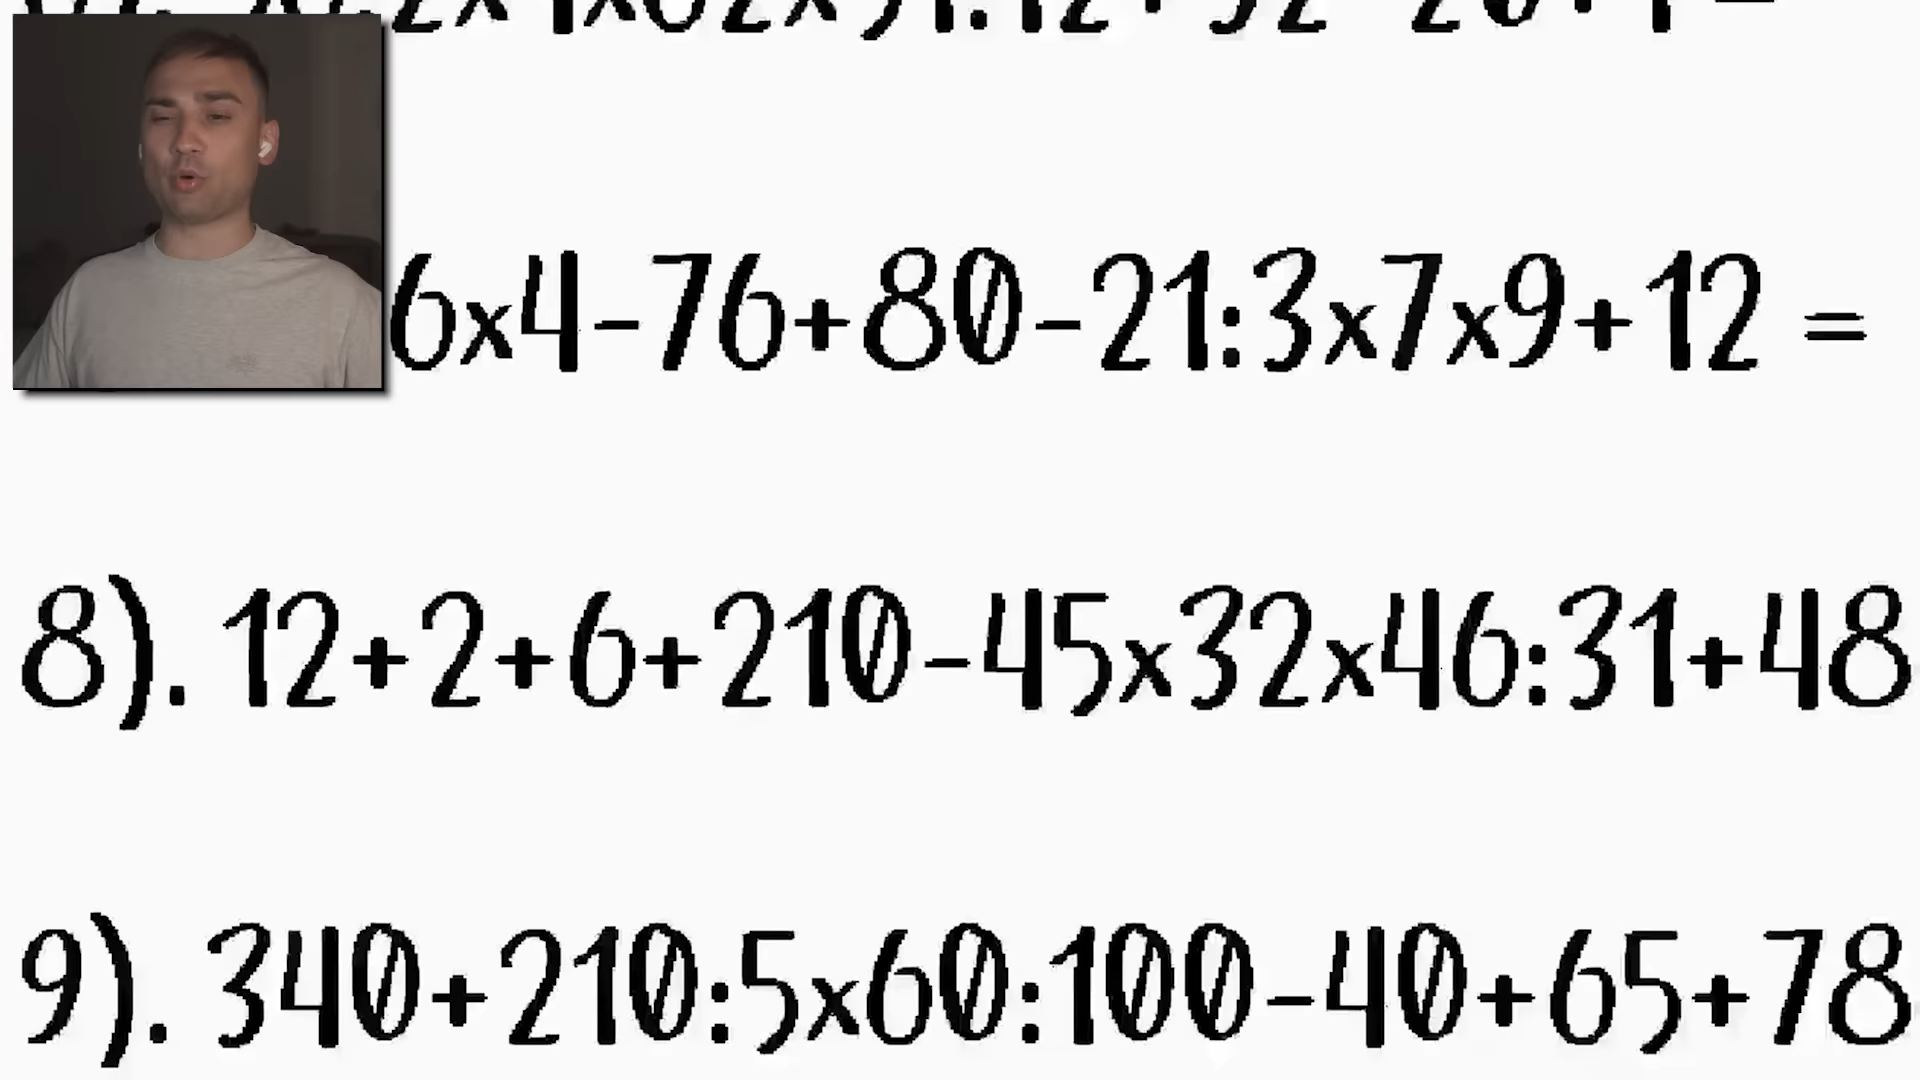 6x4-76+80-21:3x7x9+12 =
8). 12+2+6+210-45x32x46:31+48
9). 340+210:5x60:100-40+65+78